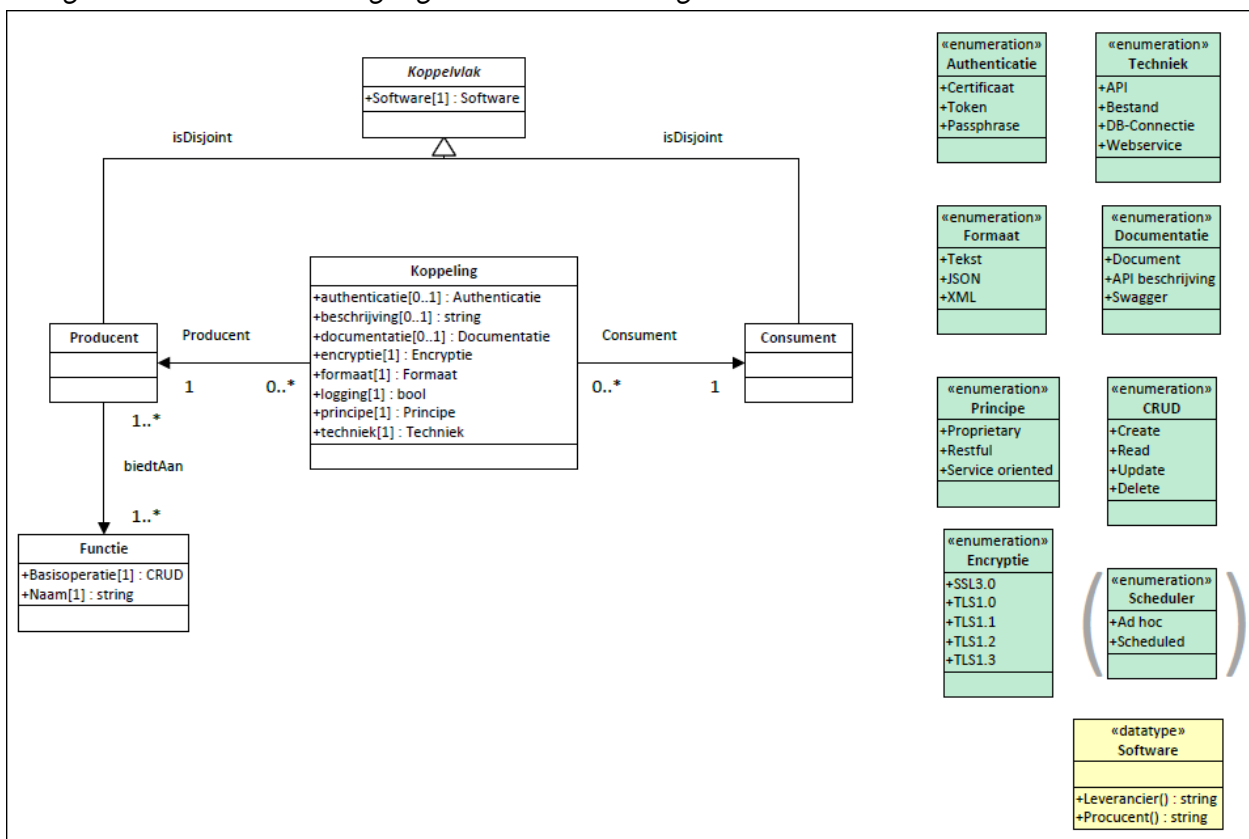 Koppelvlak
+Software[1] : Software
isDisjoint
isDisjoint
Koppeling
+authenticatie[0..1] : Authenticatie
+beschrijving[0..1] : string
+documentatie[0..1] : Documentatie
+encryptie[1] : Encryptie
+formaat[1] : Formaat
+logging[1] : bool
+principe[1] : Principe
+techniek[1] : Techniek
Producent
Producent
1
0..*
Consument
0..*
1
Consument
1..*
biedtAan
1..*
Functie
+Basisoperatie[1] : CRUD
+Naam[1] : string
«enumeration»
Authenticatie
+Certificaat
+Token
+Passphrase
«enumeration»
Techniek
+API
+Bestand
+DB-Connectie
+Webservice
«enumeration»
Formaat
+Tekst
+JSON
+XML
«enumeration»
Documentatie
+Document
+API beschrijving
+Swagger
«enumeration»
Principe
+Proprietary
+Restful
+Service oriented
«enumeration»
CRUD
+Create
+Read
+Update
+Delete
«enumeration»
Encryptie
+SSL3.0
+TLS1.0
+TLS1.1
+TLS1.2
+TLS1.3
(
«enumeration»
Scheduler
+Ad hoc
+Scheduled
)
«datatype»
Software
+Leverancier() : string
+Procucent() : string